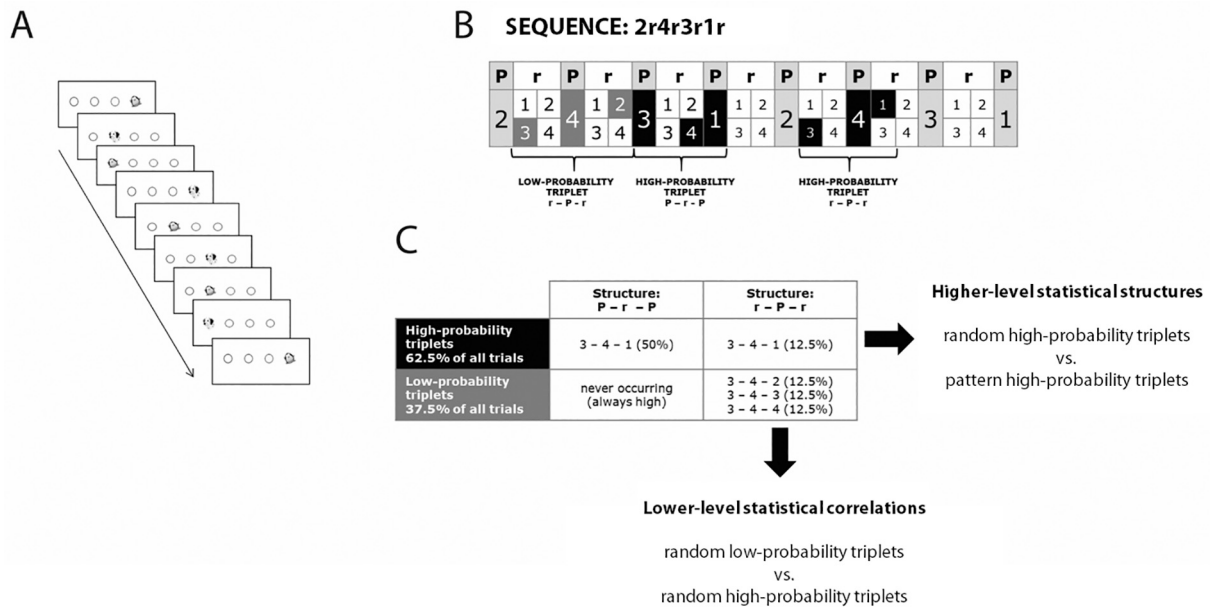 A
B
SEQUENCE: 2r4r3r1r
P r P r P r P r P r P r P r P
2 1 2 3 4 4 1 2 3 4 3 1 2 3 4 1 1 2 3 4 2 1 2 3 4 4 1 2 3 4 3 1 2 3 4 1
LOW-PROBABILITY
TRIPLET
r – P - r
HIGH-PROBABILITY
TRIPLET
P – r - P
HIGH-PROBABILITY
TRIPLET
r – P - r
C
Structure:
P – r – P
Structure:
r – P – r
High-probability
triplets
62.5% of all trials
3 – 4 – 1 (50%)
3 – 4 – 1 (12.5%)
Low-probability
triplets
37.5% of all trials
never occurring
(always high)
3 – 4 – 2 (12.5%)
3 – 4 – 3 (12.5%)
3 – 4 – 4 (12.5%)
Higher-level statistical structures
random high-probability triplets
vs.
pattern high-probability triplets
Lower-level statistical correlations
random low-probability triplets
vs.
random high-probability triplets